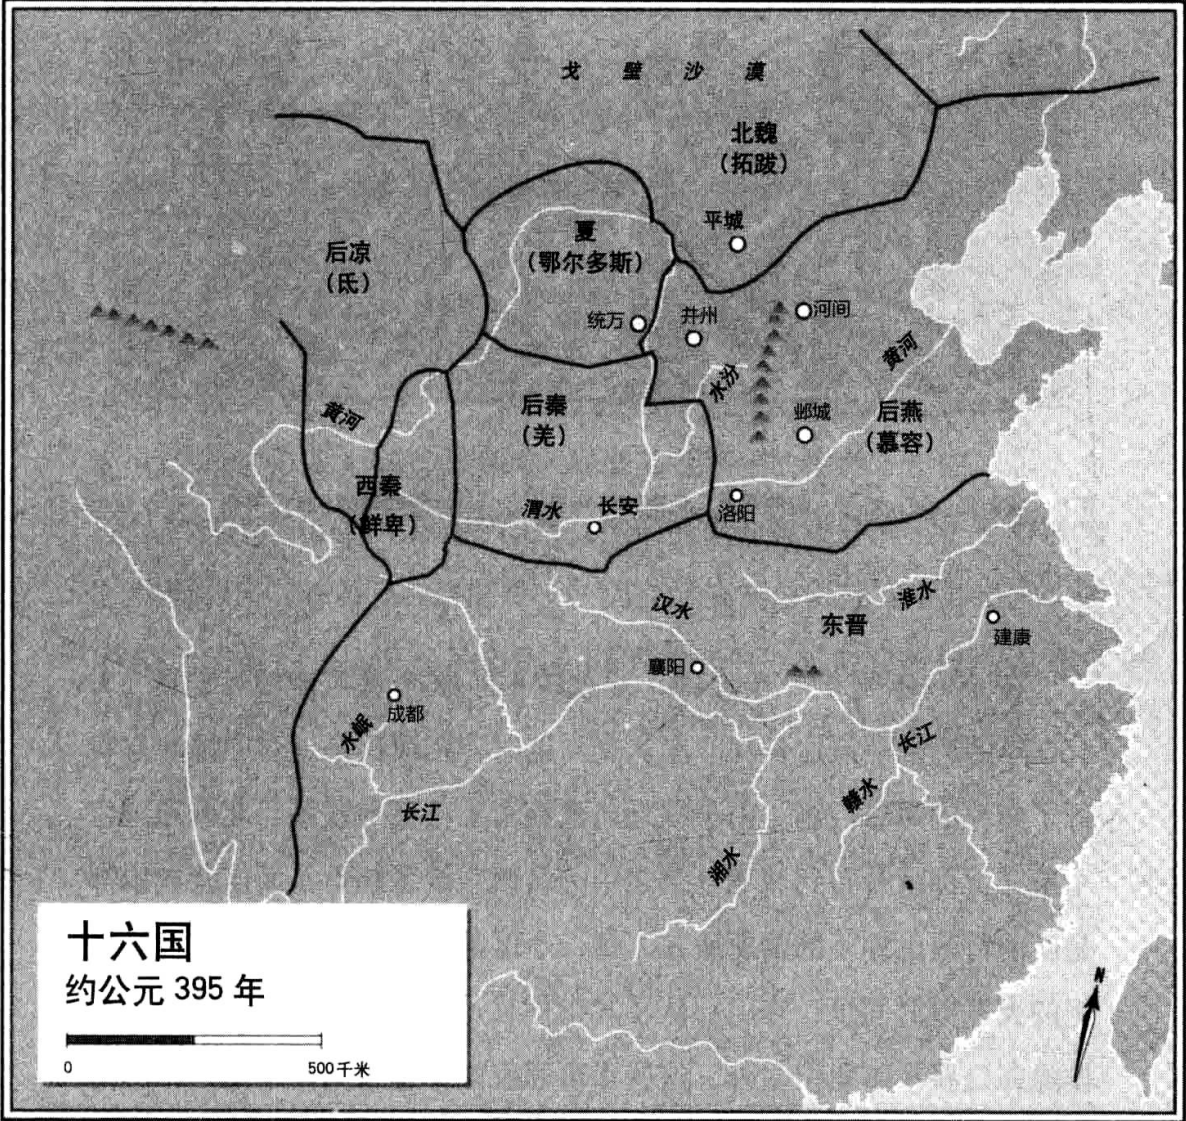 戈壁沙漠
北魏
(拓跋)
平城
夏
(鄂尔多斯)
后凉
(氐)
统万
并州
河间
黄河
水汾
邺城
后燕
(慕容)
后秦
(羌)
黄河
西秦
(鲜卑)
渭水
长安
洛阳
汉水
淮水
东晋
建康
襄阳
成都
水岷
长江
长江
赣水
湘水
十六国
约公元 395 年
0
500千米
N